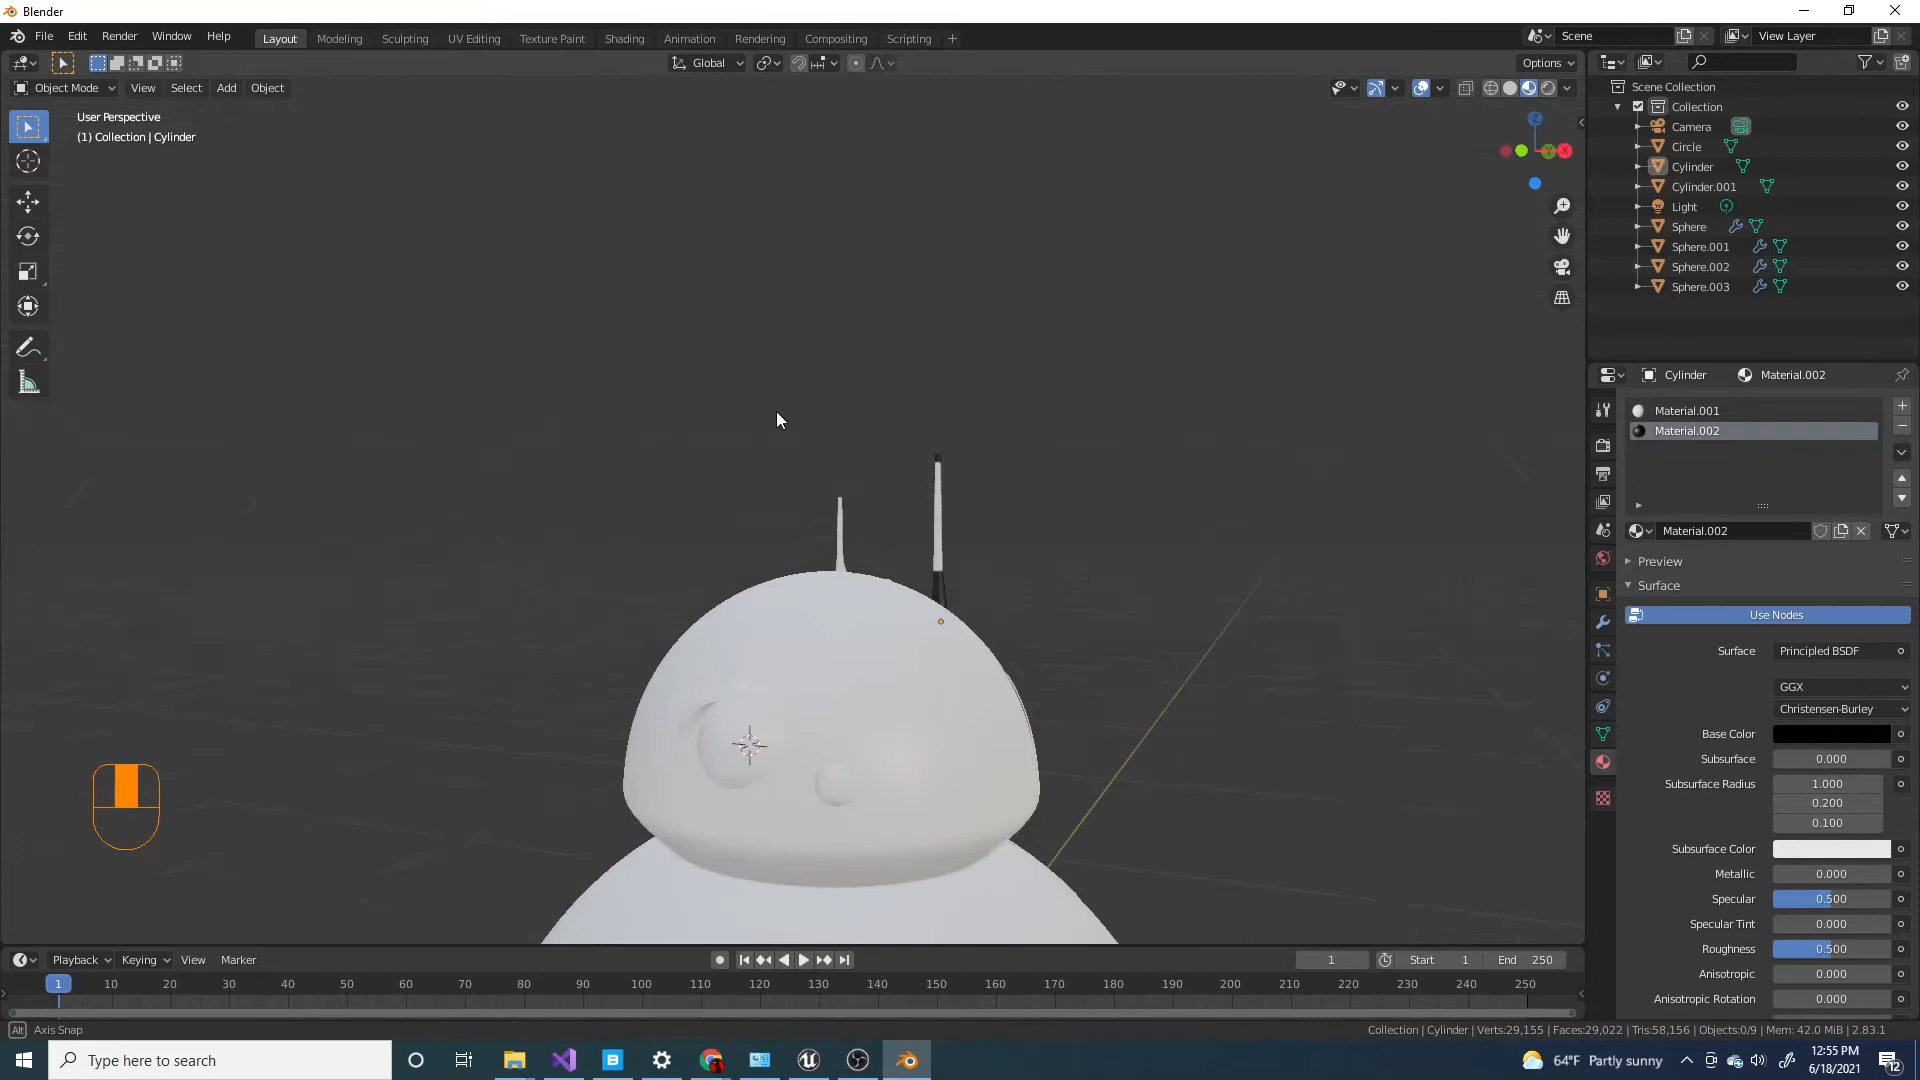 Blender
File Edit Render Window Help
Layout Modeling Sculpting UV Editing Texture Paint Shading Animation Rendering Compositing Scripting
Scene
View Layer
Global
Options
Object Mode View Select Add Object
User Perspective
(1) Collection | Cylinder
Z
Y
X
Scene Collection
Collection
Camera
Circle
Cylinder
Cylinder.001
Light
Sphere
Sphere.001
Sphere.002
Sphere.003
Cylinder Material.002
Material.001
Material.002
Material.002
Preview
Surface
Use Nodes
Surface Principled BSDF
GGX
Christensen-Burley
Base Color
Subsurface 0.000
Subsurface Radius 1.000
0.200
0.100
Subsurface Color
Metallic 0.000
Specular 0.500
Specular Tint 0.000
Roughness 0.500
Anisotropic 0.000
Anisotropic Rotation 0.000
Playback Keying View Marker
1 Start 1 End 250
1 10 20 30 40 50 60 70 80 90 100 110 120 130 140 150 160 170 180 190 200 210 220 230 240 250
Alt Axis Snap
Collection | Cylinder | Verts:29,155 | Faces:29,022 | Tris:58,156 | Objects:0/9 | Mem: 42.0 MiB | 2.83.1
Type here to search
64°F Partly sunny
12:55 PM
6/18/2021
12